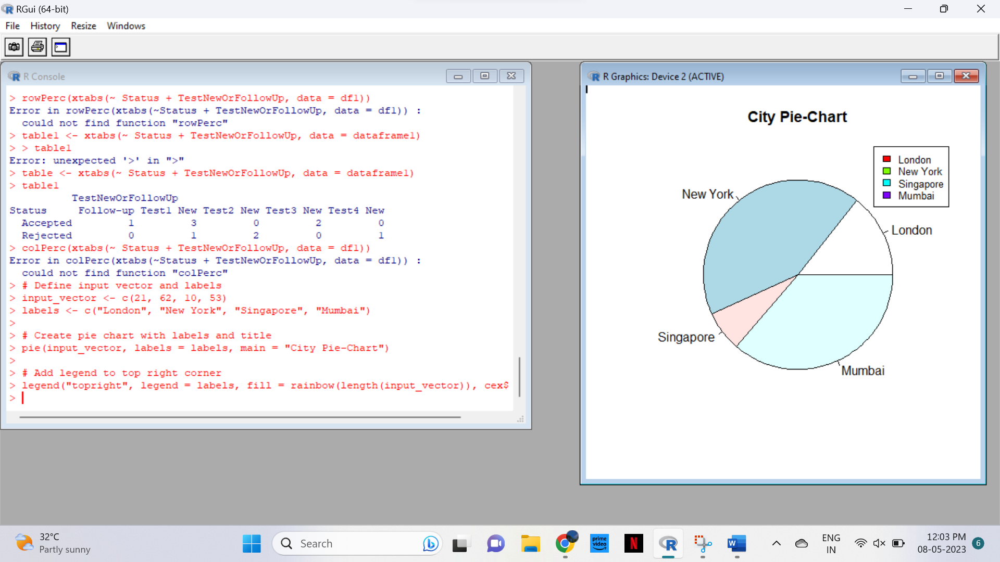 RGui (64-bit)
File History Resize Windows
R Console
> rowPerc(xtabs(~ Status + TestNewOrFollowUp, data = df1))
Error in rowPerc(xtabs(~Status + TestNewOrFollowUp, data = df1)) :
  could not find function "rowPerc"
> table1 <- xtabs(~ Status + TestNewOrFollowUp, data = dataframe1)
> > table1
Error: unexpected '>' in ">"
> table <- xtabs(~ Status + TestNewOrFollowUp, data = dataframe1)
> table1
          TestNewOrFollowUp
Status     Follow-up Test1 New Test2 New Test3 New Test4 New
  Accepted         1         3         0         2         0
  Rejected         0         1         2         0         1
> colPerc(xtabs(~ Status + TestNewOrFollowUp, data = df1))
Error in colPerc(xtabs(~Status + TestNewOrFollowUp, data = df1)) :
  could not find function "colPerc"
> # Define input vector and labels
> input_vector <- c(21, 62, 10, 53)
> labels <- c("London", "New York", "Singapore", "Mumbai")
>
> # Create pie chart with labels and title
> pie(input_vector, labels = labels, main = "City Pie-Chart")
>
> # Add legend to top right corner
> legend("topright", legend = labels, fill = rainbow(length(input_vector)), cex$
>
R Graphics: Device 2 (ACTIVE)
City Pie-Chart
London
New York
Singapore
Mumbai
New York
London
Singapore
Mumbai
32°C
Partly sunny
Search
prime video
N
R
W
ENG
IN
12:03 PM
08-05-2023
6